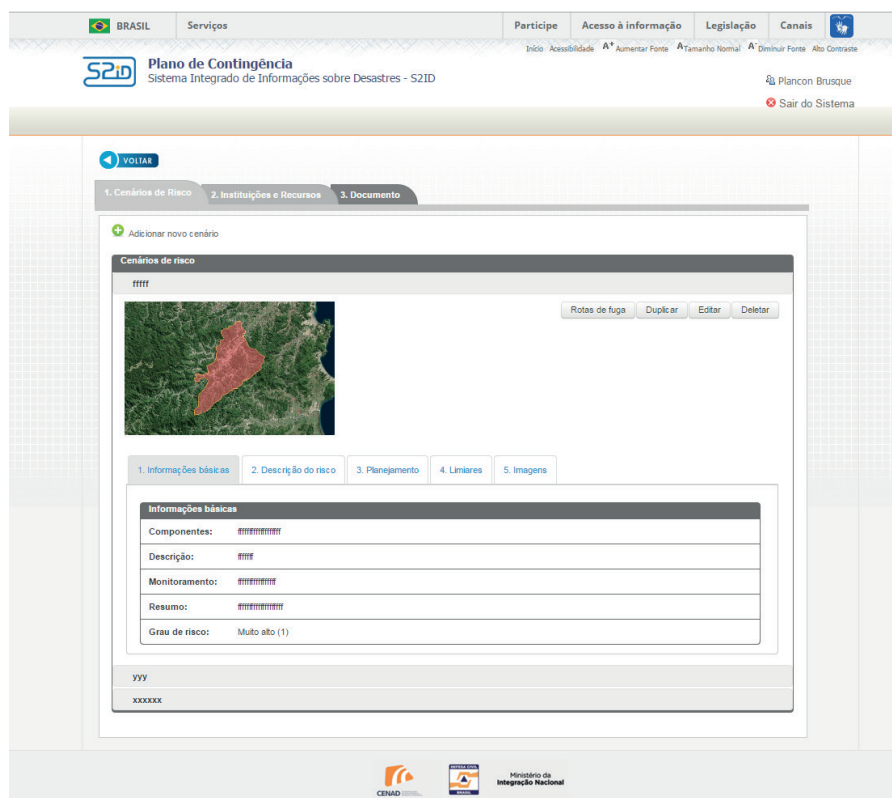 BRASIL Serviços Participe Acesso à informação Legislação Canais
Início Acessibilidade A+ Aumentar Fonte A Tamanho Normal A- Diminuir Fonte Alto Contraste
S2iD
Plano de Contingência
Sistema Integrado de Informações sobre Desastres - S2ID
Plancon Brusque
Sair do Sistema
VOLTAR
1. Cenários de Risco 2. Instituições e Recursos 3. Documento
Adicionar novo cenário
Cenários de risco
fffff
Rotas de fuga Duplicar Editar Deletar
1. Informações básicas 2. Descrição do risco 3. Planejamento 4. Limiares 5. Imagens
Informações básicas
Componentes:
Descrição:
Monitoramento:
Resumo:
Grau de risco: Muito alto (1)
yyy
xxxxxx
CENAD
DEFESA CIVIL
BRASIL
Ministério da
Integração Nacional